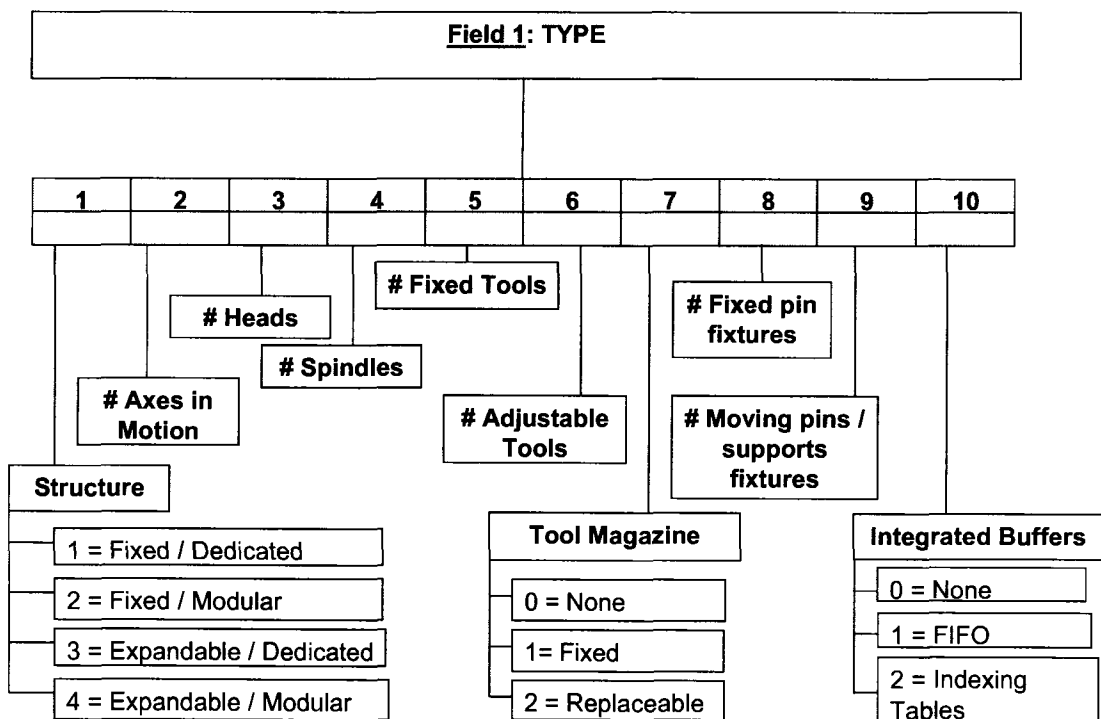 Field 1: TYPE
1 2 3 4 5 6 7 8 9 10
# Fixed Tools
# Fixed pin
fixtures
# Heads
# Spindles
# Axes in
Motion
# Adjustable
Tools
# Moving pins /
supports
fixtures
Structure
1 = Fixed / Dedicated
2 = Fixed / Modular
3 = Expandable / Dedicated
4 = Expandable / Modular
Tool Magazine
0 = None
1= Fixed
2 = Replaceable
Integrated Buffers
0 = None
1 = FIFO
2 = Indexing
Tables